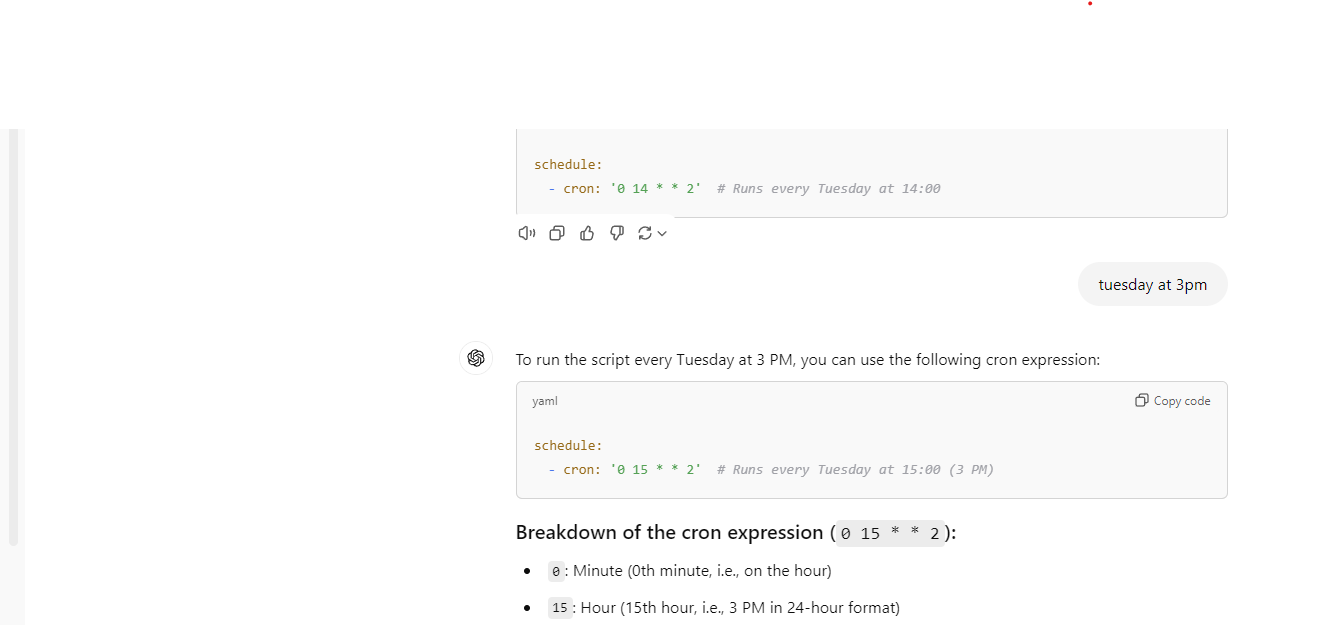 schedule:
- cron: '0 14 * * 2'  # Runs every Tuesday at 14:00
tuesday at 3pm
To run the script every Tuesday at 3 PM, you can use the following cron expression:
yaml
Copy code
schedule:
- cron: '0 15 * * 2'  # Runs every Tuesday at 15:00 (3 PM)
Breakdown of the cron expression (0 15 * * 2):
• 0: Minute (0th minute, i.e., on the hour)
• 15: Hour (15th hour, i.e., 3 PM in 24-hour format)